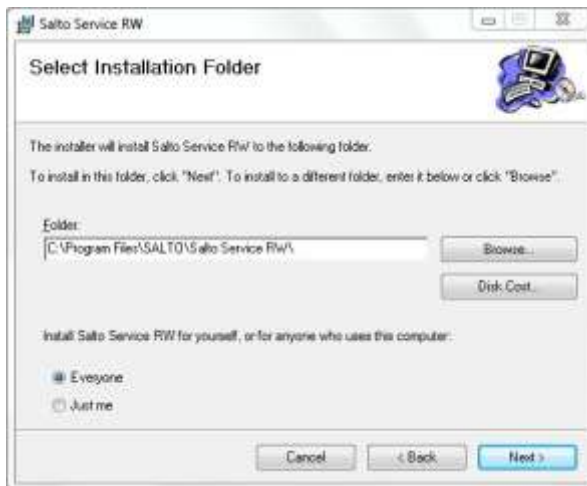 Salto Service RW
Select Installation Folder
The installer will install Salto Service RW to the following folder.
To install in this folder, click "Next". To install to a different folder, enter it below or click "Browse".
Folder:
C:\Program Files\SALTO\Salto Service RW\
Browse...
Disk Cost...
Install Salto Service RW for yourself, or for anyone who uses this computer:
Everyone
Just me
Cancel
< Back
Next >